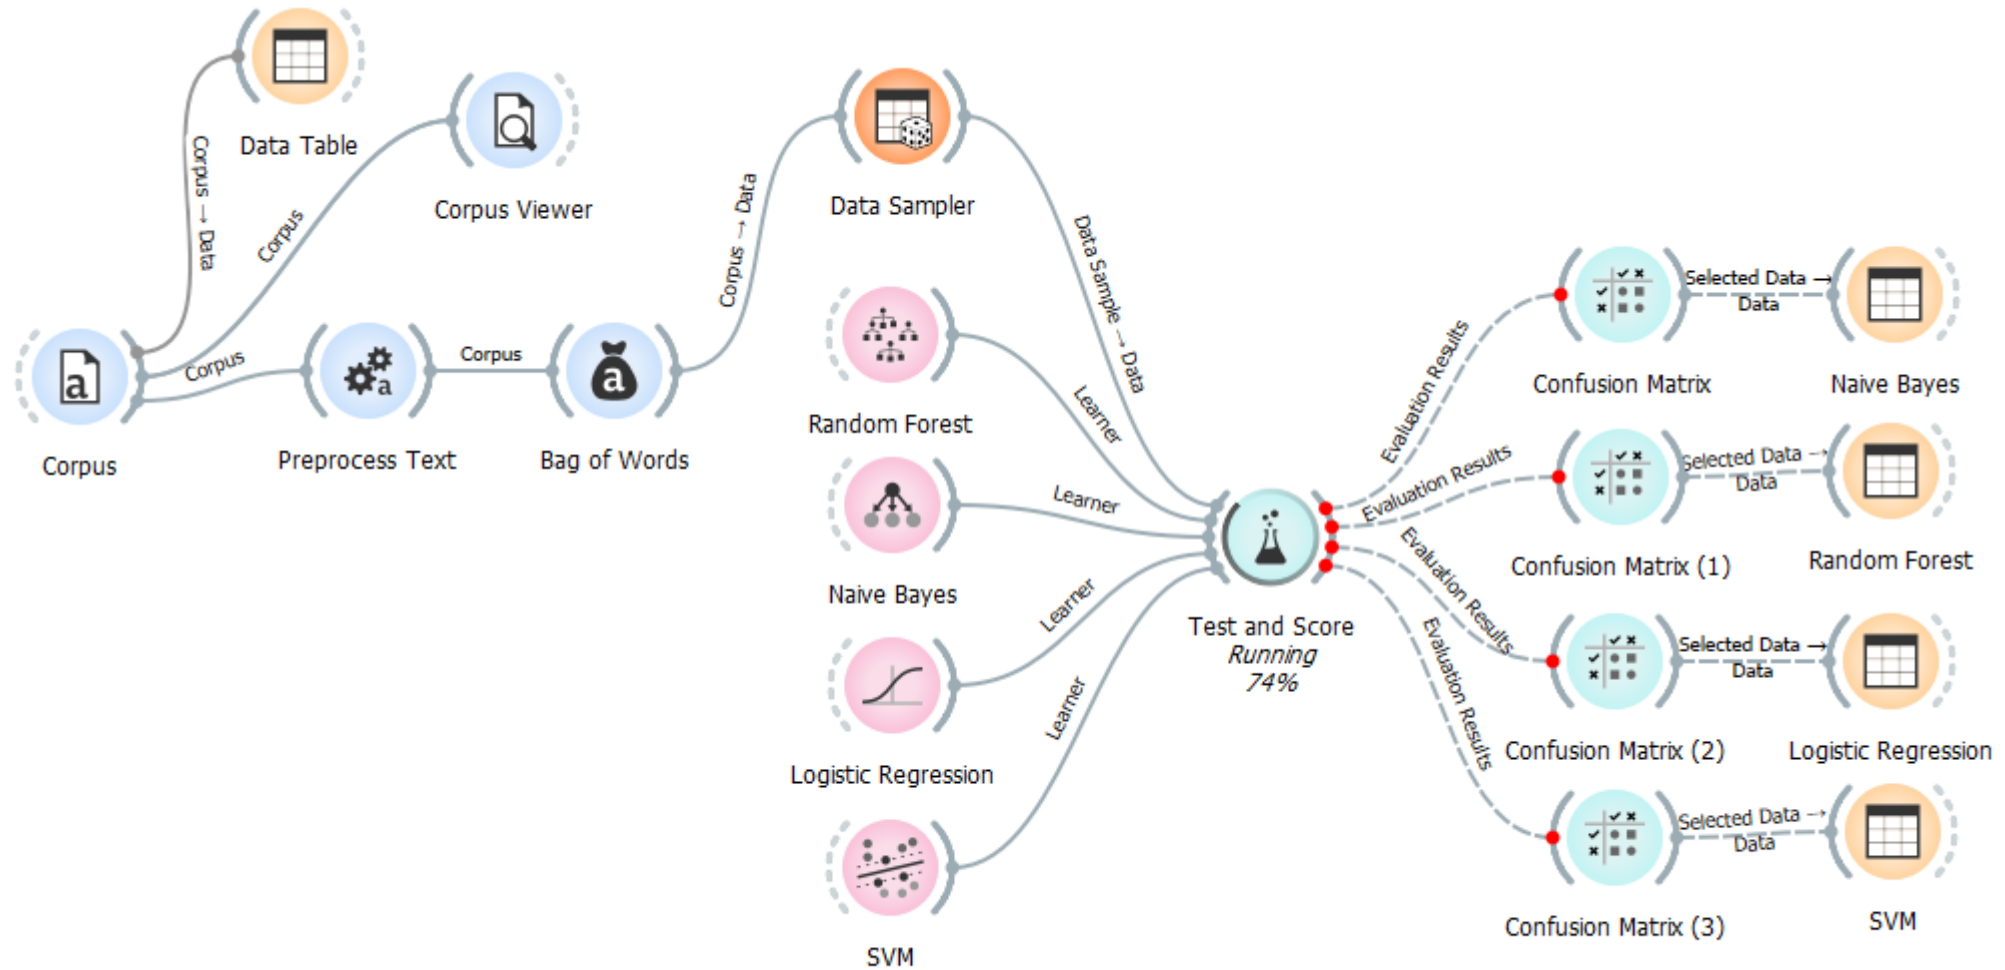 Data Table
Corpus → Data
Corpus Viewer
Corpus
Corpus
Corpus
Preprocess Text
Corpus
Bag of Words
Corpus → Data
Data Sampler
Data Sample → Data
Random Forest
Learner
Naive Bayes
Learner
Logistic Regression
Learner
SVM
Learner
Test and Score
Running
74%
Evaluation Results
Confusion Matrix
Selected Data →
Data
Naive Bayes
Evaluation Results
Confusion Matrix (1)
Selected Data →
Data
Random Forest
Evaluation Results
Confusion Matrix (2)
Selected Data →
Data
Logistic Regression
Evaluation Results
Confusion Matrix (3)
Selected Data →
Data
SVM
a
a
a